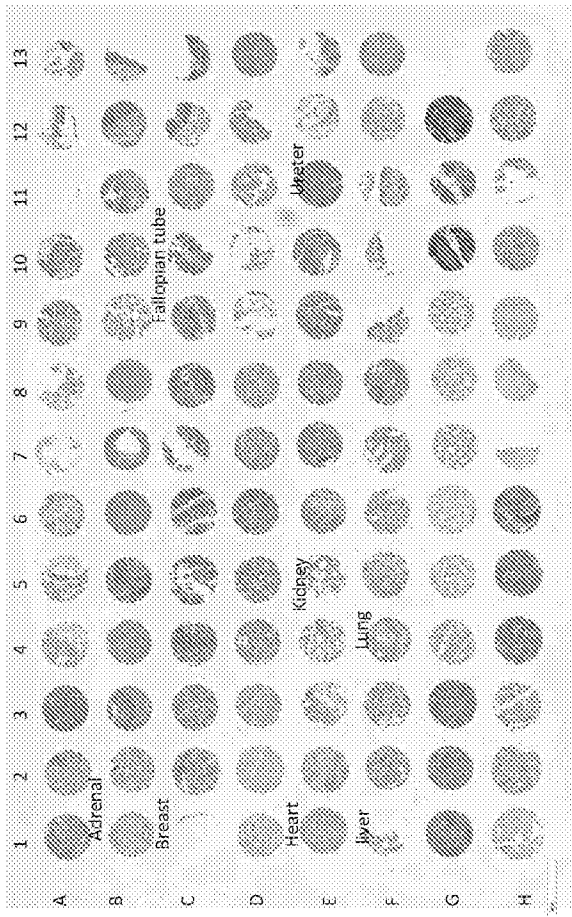 1 2 3 4 5 6 7 8 9 10 11 12 13
A
Adrenal
B
Breast
Fallopian tube
C
D
Heart
Kidney
Ureter
E
liver
Lung
F
G
H